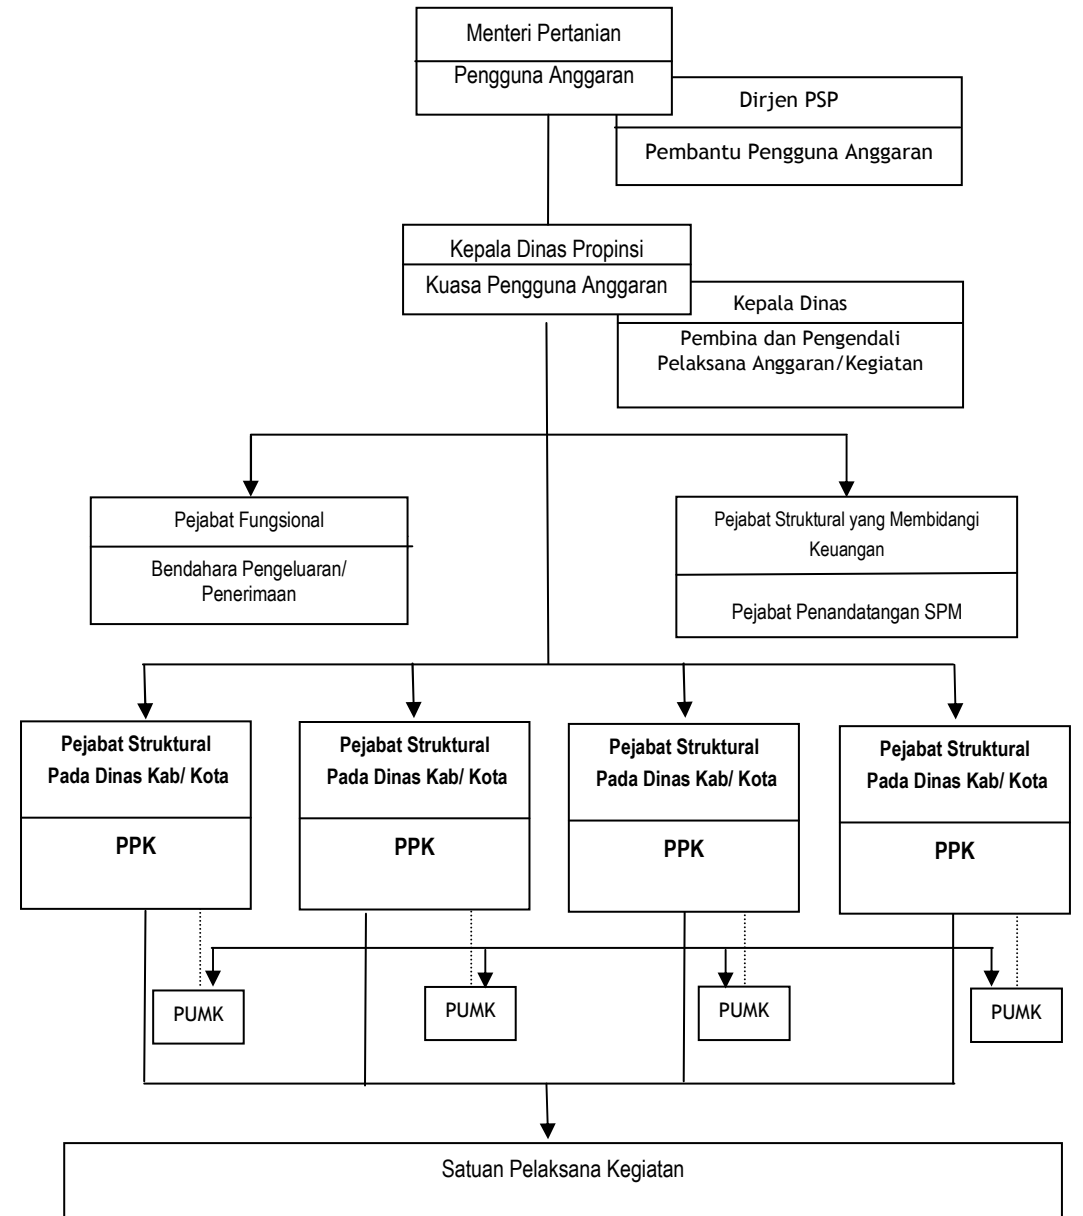 Menteri Pertanian
Pengguna Anggaran
Dirjen PSP
Pembantu Pengguna Anggaran
Kepala Dinas Propinsi
Kuasa Pengguna Anggaran
Kepala Dinas
Pembina dan Pengendali
Pelaksana Anggaran/Kegiatan
Pejabat Fungsional
Bendahara Pengeluaran/
Penerimaan
Pejabat Struktural yang Membidangi
Keuangan
Pejabat Penandatangan SPM
Pejabat Struktural
Pada Dinas Kab/ Kota
PPK
Pejabat Struktural
Pada Dinas Kab/ Kota
PPK
Pejabat Struktural
Pada Dinas Kab/ Kota
PPK
Pejabat Struktural
Pada Dinas Kab/ Kota
PPK
PUMK
PUMK
PUMK
PUMK
Satuan Pelaksana Kegiatan